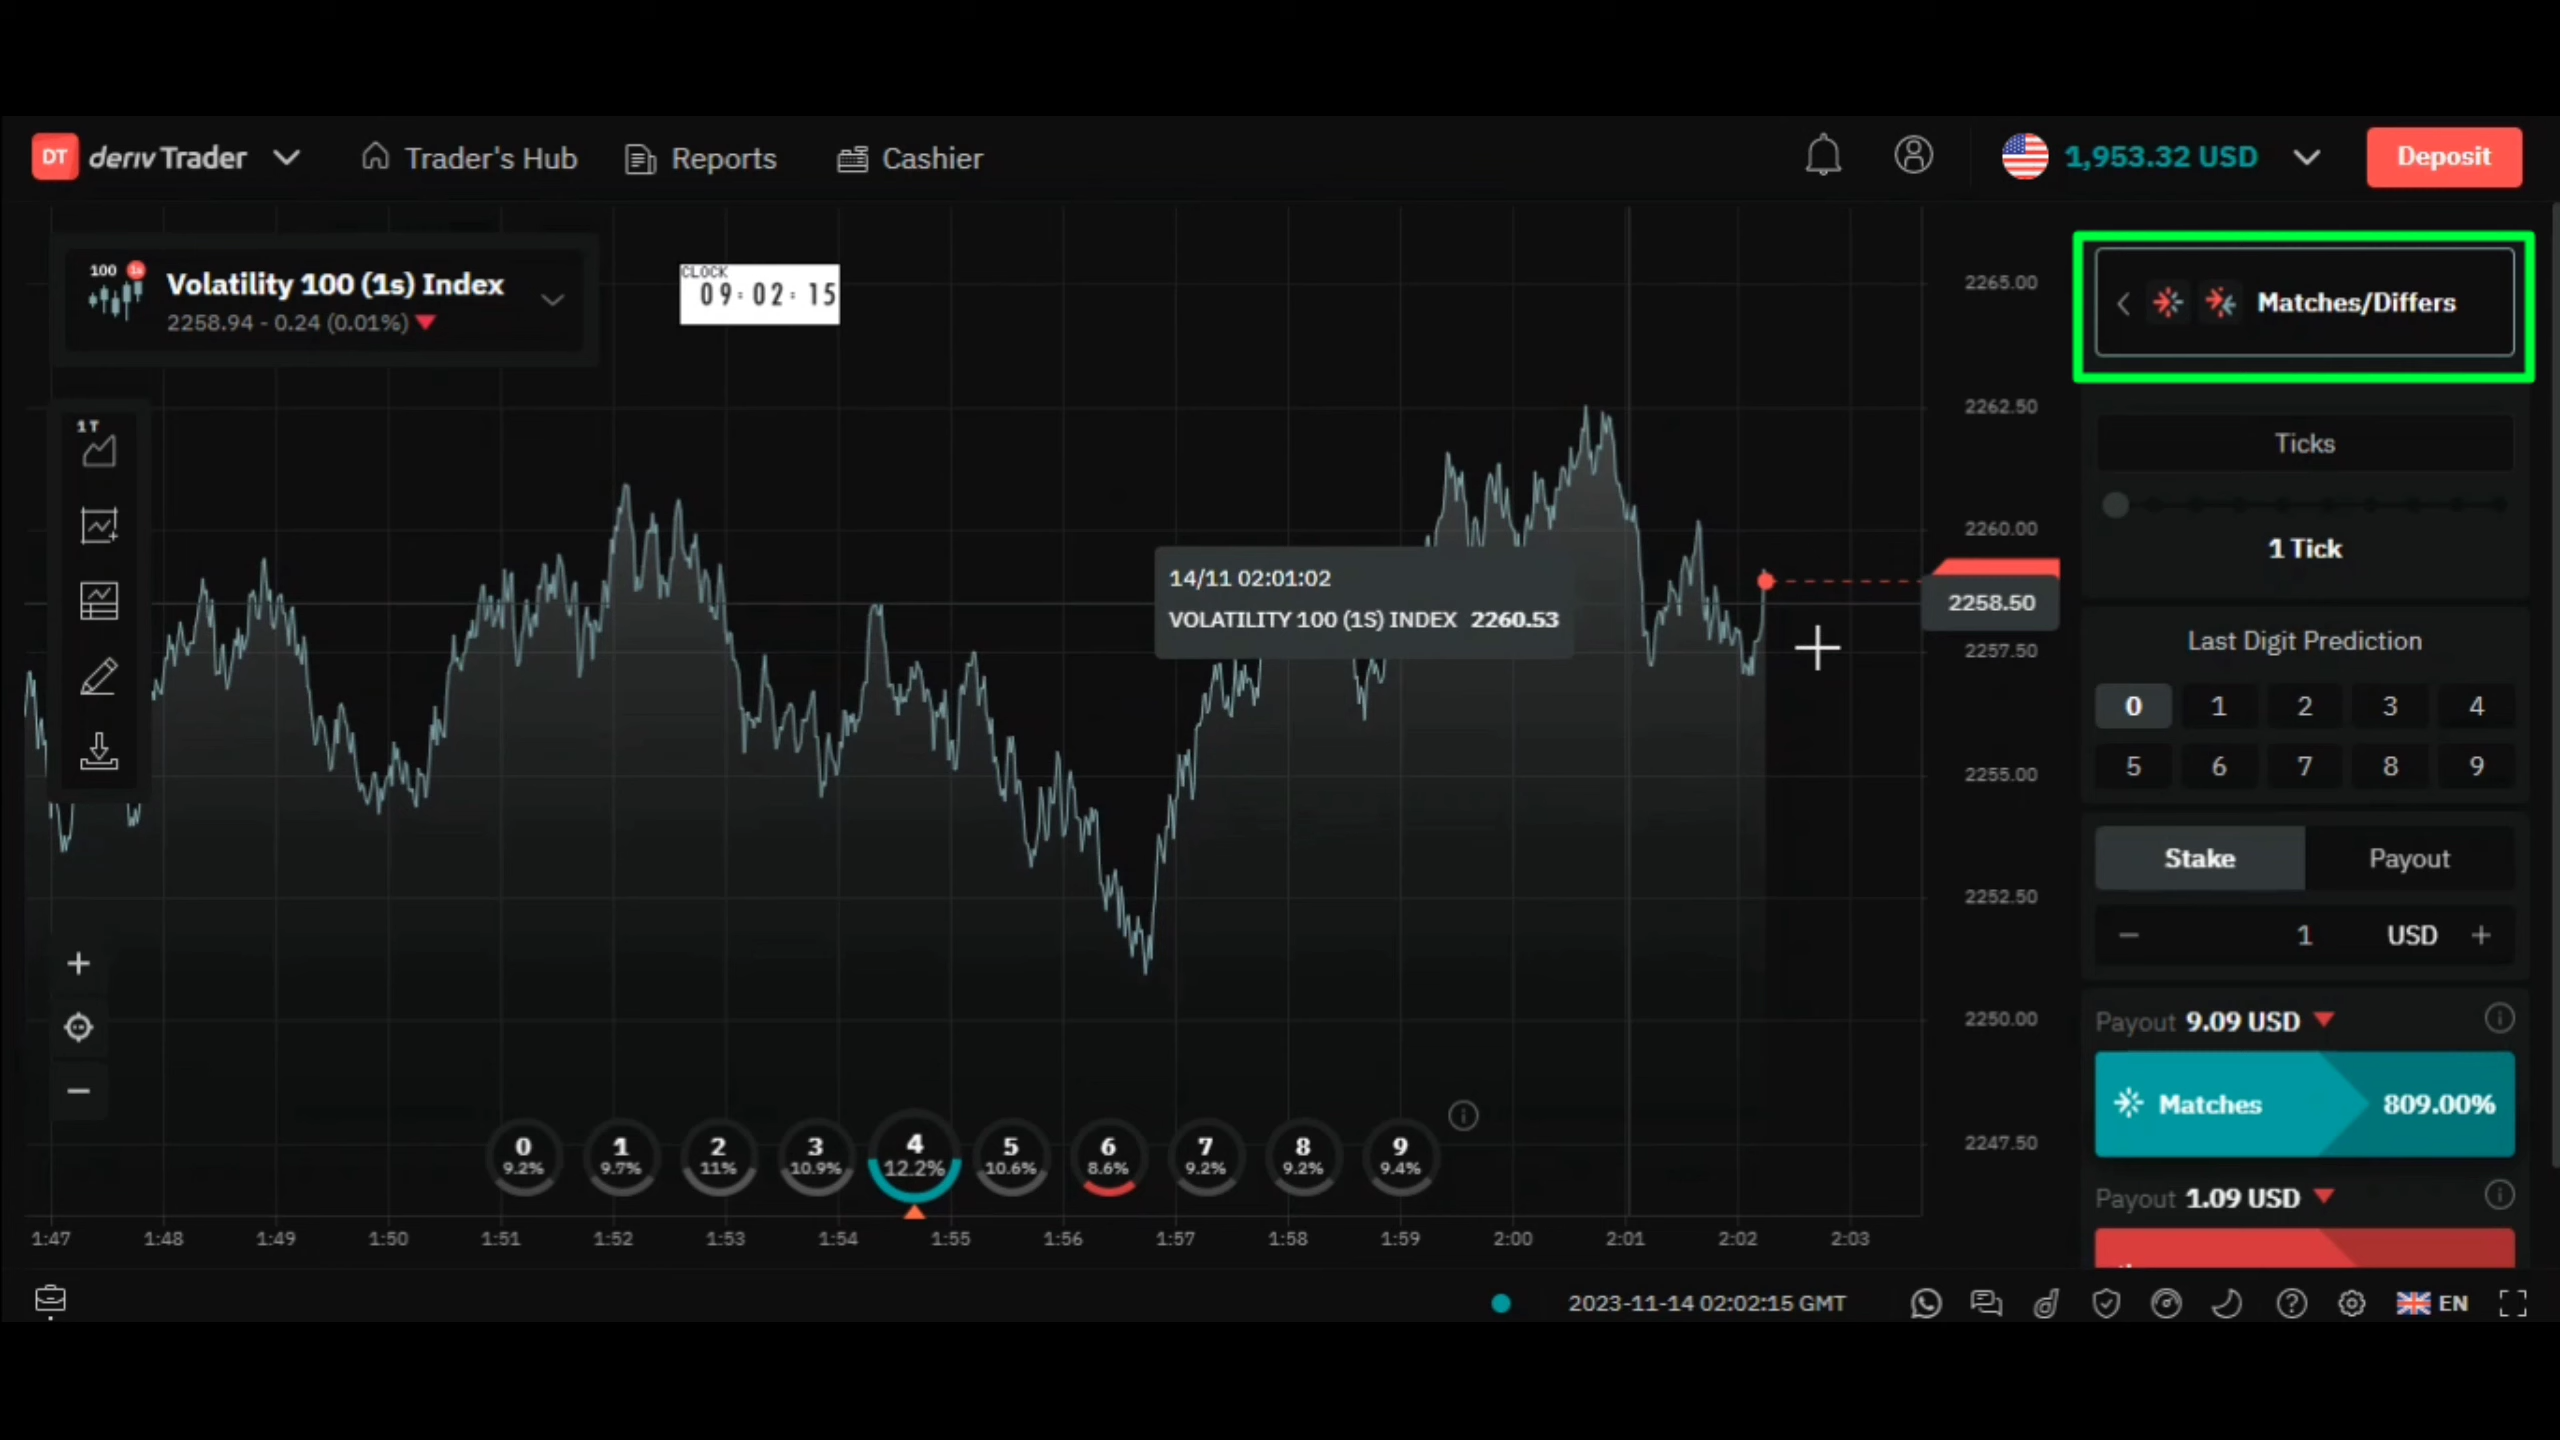 DT deriv Trader
Trader's Hub
Reports
Cashier
1,953.32 USD
Deposit
100 1s
Volatility 100 (1s) Index
2258.94 - 0.24 (0.01%)
CLOCK
09:02:15
Matches/Differs
1T
Ticks
1 Tick
Last Digit Prediction
0 1 2 3 4
5 6 7 8 9
Stake Payout
1 USD
Payout 9.09 USD
Matches 809.00%
Payout 1.09 USD
14/11 02:01:02
VOLATILITY 100 (1S) INDEX 2260.53
2265.00
2262.50
2260.00
2258.50
2257.50
2255.00
2252.50
2250.00
2247.50
0 1 2 3 4 5 6 7 8 9
9.2% 9.7% 11% 10.9% 12.2% 10.6% 8.6% 9.2% 9.2% 9.4%
1:47 1:48 1:49 1:50 1:51 1:52 1:53 1:54 1:55 1:56 1:57 1:58 1:59 2:00 2:01 2:02 2:03
2023-11-14 02:02:15 GMT
EN